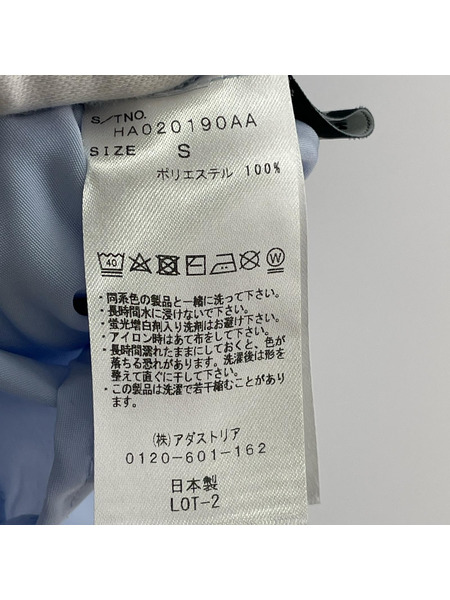 S/TNO.
HA020190AA
SIZE S
ポリエステル 100%
40
W
・同系色の製品と一緒に洗って下さい。
・長時間水に浸けないで下さい。
・蛍光増白剤入り洗剤はお避け下さい。
・アイロン時はあて布をして下さい。
・長時間濡れたままにしておくと、色が
落ちる恐れがあります。洗濯後は形を
整えて直ぐに干して下さい。
・この製品は洗濯で若干縮むことがあり
ます。
(株)アダストリア
0120-601-162
日本製
LOT-2